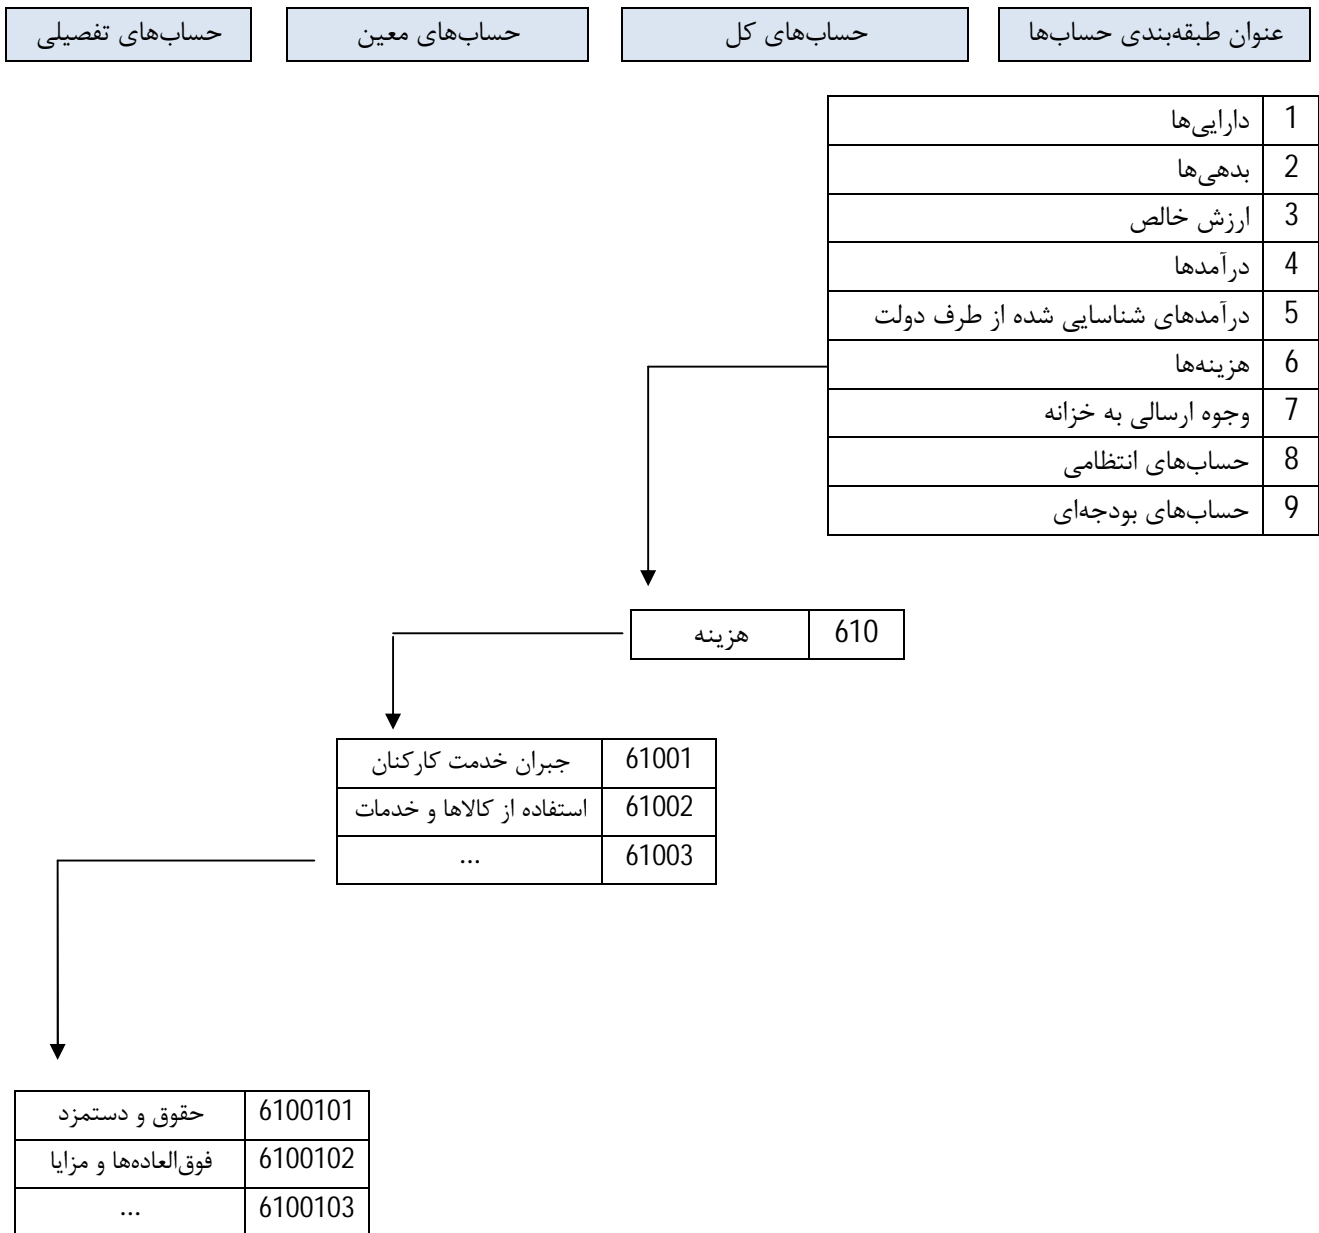 عنوان طبقه‌بندی حساب‌ها
حساب‌های کل
حساب‌های معین
حساب‌های تفصیلی
1 دارایی‌ها
2 بدهی‌ها
3 ارزش خالص
4 درآمدها
5 درآمدهای شناسایی شده از طرف دولت
6 هزینه‌ها
7 وجوه ارسالی به خزانه
8 حساب‌های انتظامی
9 حساب‌های بودجه‌ای
610 هزینه
61001 جبران خدمت کارکنان
61002 استفاده از کالاها و خدمات
61003 ...
6100101 حقوق و دستمزد
6100102 فوق‌العاده‌ها و مزایا
6100103 ...